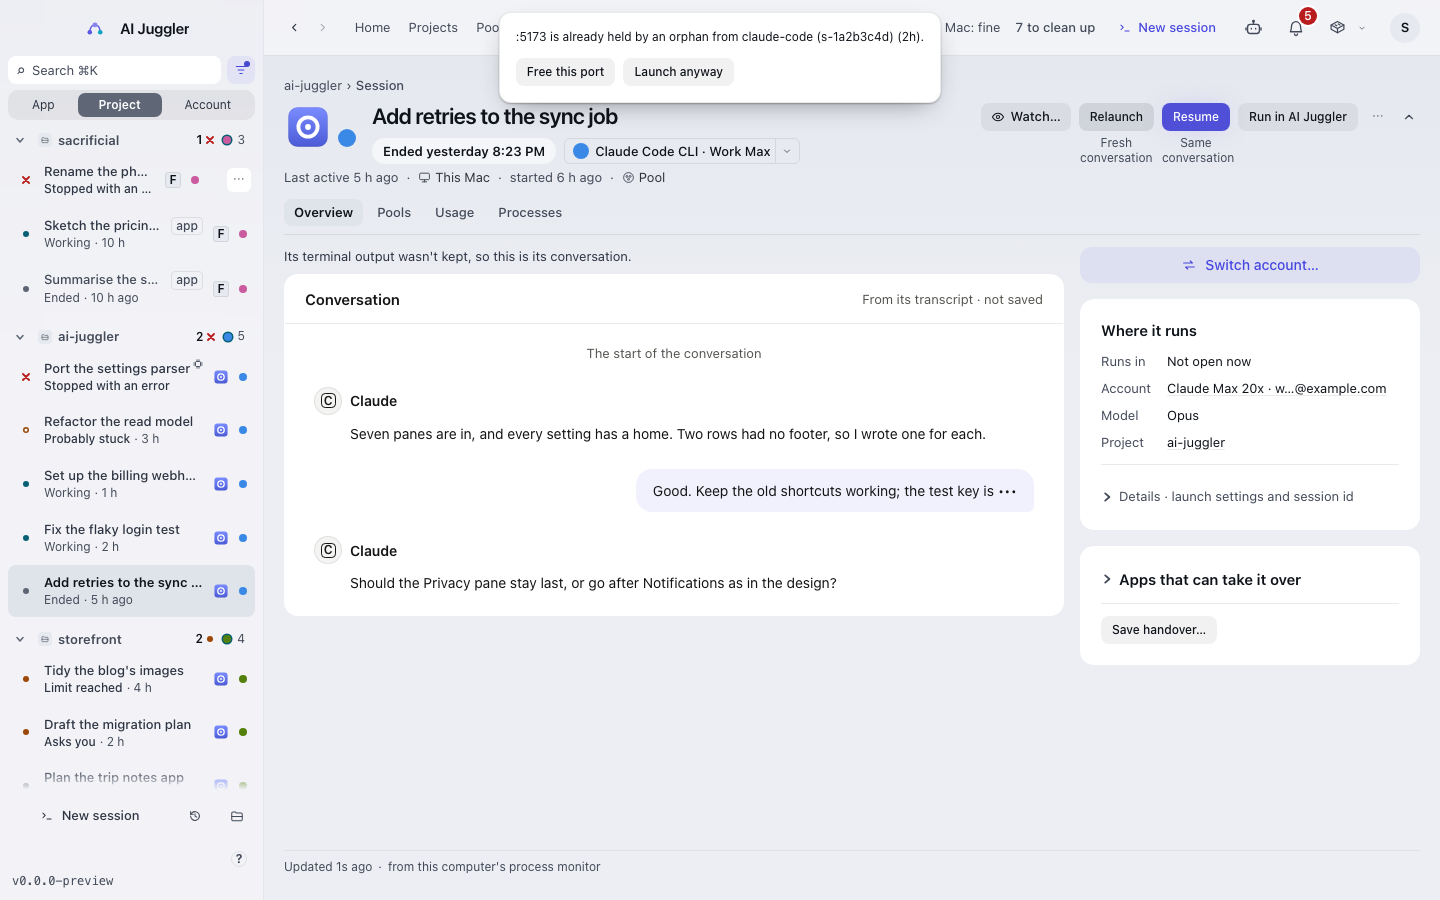 AI Juggler
Search ⌘K
App
Project
Account
sacrificial
1
3
Rename the ph...
Stopped with an ...
F
Sketch the pricin...
app
Working · 10 h
F
Summarise the s...
app
Ended · 10 h ago
F
ai-juggler
2
5
Port the settings parser
Stopped with an error
Refactor the read model
Probably stuck · 3 h
Set up the billing webh...
Working · 1 h
Fix the flaky login test
Working · 2 h
Add retries to the sync ...
Ended · 5 h ago
storefront
2
4
Tidy the blog's images
Limit reached · 4 h
Draft the migration plan
Asks you · 2 h
Plan the trip notes app
New session
?
v0.0.0-preview
Home
Projects
Poo
:5173 is already held by an orphan from claude-code (s-1a2b3c4d) (2h).
Free this port
Launch anyway
Mac: fine
7 to clean up
New session
5
S
ai-juggler › Session
Add retries to the sync job
Ended yesterday 8:23 PM
Claude Code CLI · Work Max
Last active 5 h ago · This Mac · started 6 h ago · Pool
Watch...
Relaunch
Fresh conversation
Resume
Same conversation
Run in AI Juggler
Overview
Pools
Usage
Processes
Its terminal output wasn't kept, so this is its conversation.
Conversation
From its transcript · not saved
The start of the conversation
C
Claude
Seven panes are in, and every setting has a home. Two rows had no footer, so I wrote one for each.
Good. Keep the old shortcuts working; the test key is •••
C
Claude
Should the Privacy pane stay last, or go after Notifications as in the design?
Switch account...
Where it runs
Runs in Not open now
Account Claude Max 20x · w...@example.com
Model Opus
Project ai-juggler
Details · launch settings and session id
Apps that can take it over
Save handover...
Updated 1s ago · from this computer's process monitor